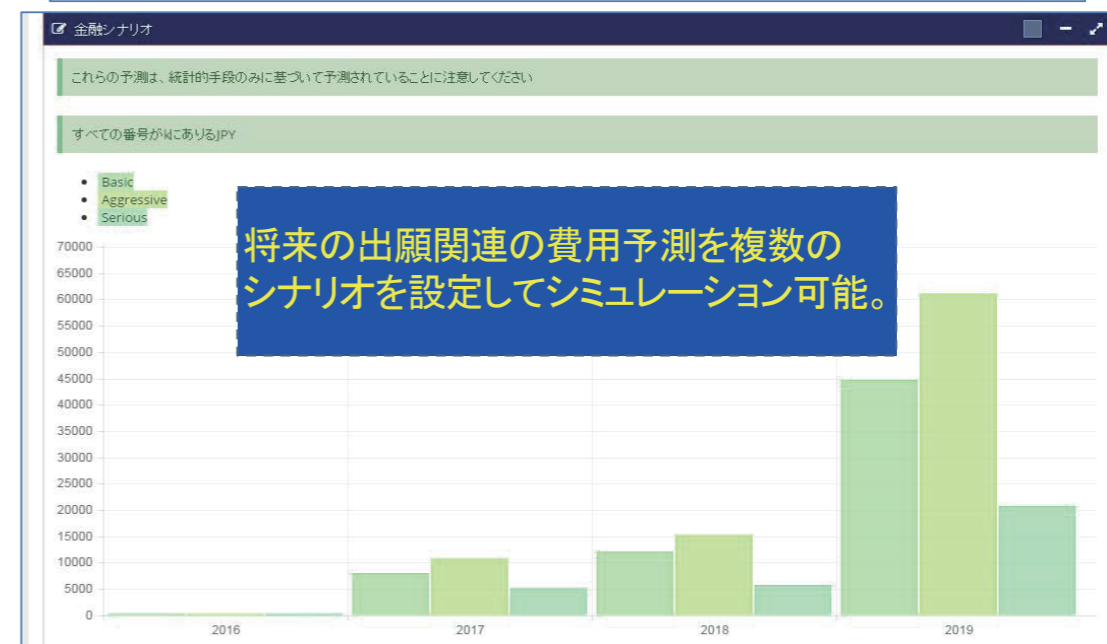 金融シナリオ
これらの予測は、統計的手段のみに基づいて予測されていることに注意してください
すべての番号がkにありるJPY
Basic
Aggressive
Serious
将来の出願関連の費用予測を複数の
シナリオを設定してシミュレーション可能。
70000
65000
60000
55000
50000
45000
40000
35000
30000
25000
20000
15000
10000
5000
0
2016
2017
2018
2019